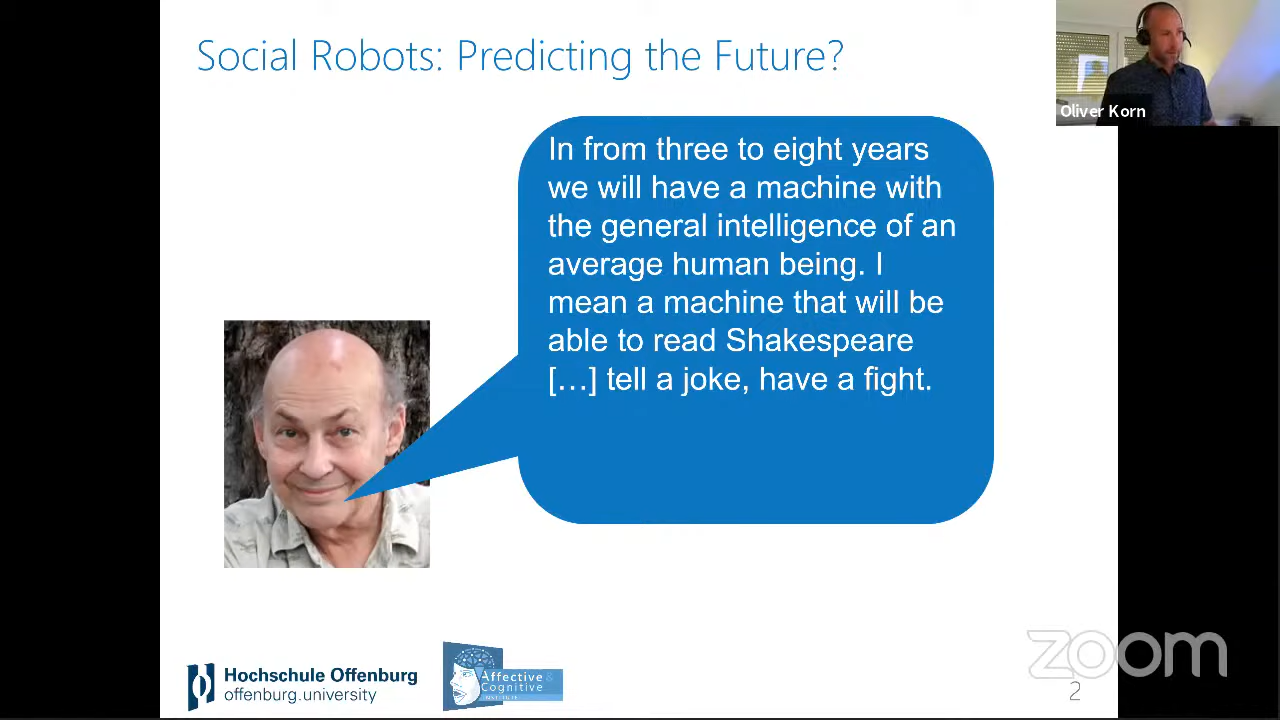 Social Robots: Predicting the Future?
Oliver Korn
In from three to eight years
we will have a machine with
the general intelligence of an
average human being. I
mean a machine that will be
able to read Shakespeare
[…] tell a joke, have a fight.
Hochschule Offenburg
offenburg.university
Affective &
Cognitive
INSTITUTE
zoom
2